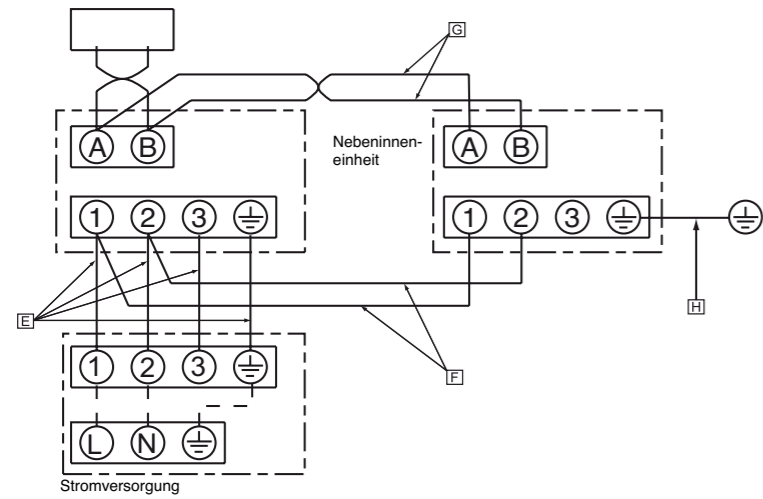 G
A B
Nebeninnen-
einheit
A B
1 2 3
1 2 3
H
E
F
1 2 3
L N
Stromversorgung